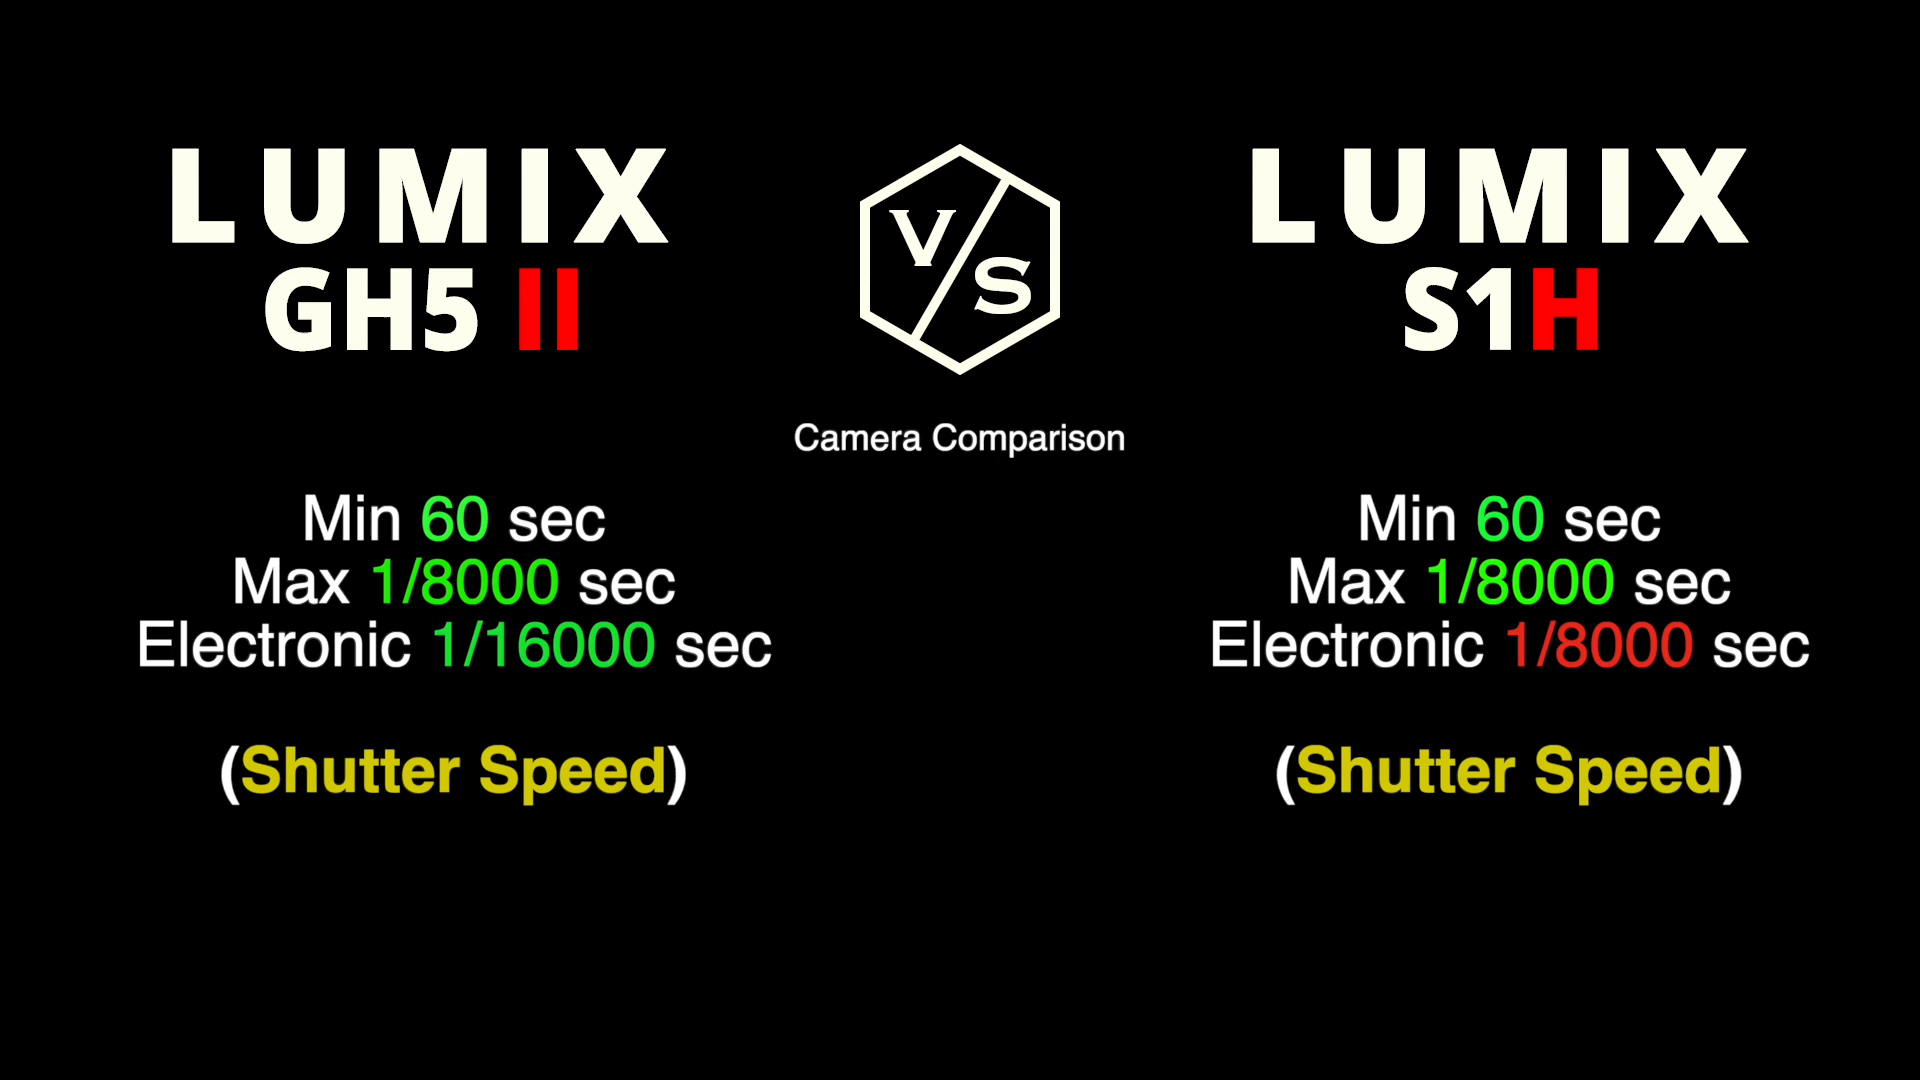 LUMIX
GH5 II
VS
LUMIX
S1H
Camera Comparison
Min 60 sec
Max 1/8000 sec
Electronic 1/16000 sec
(Shutter Speed)
Min 60 sec
Max 1/8000 sec
Electronic 1/8000 sec
(Shutter Speed)